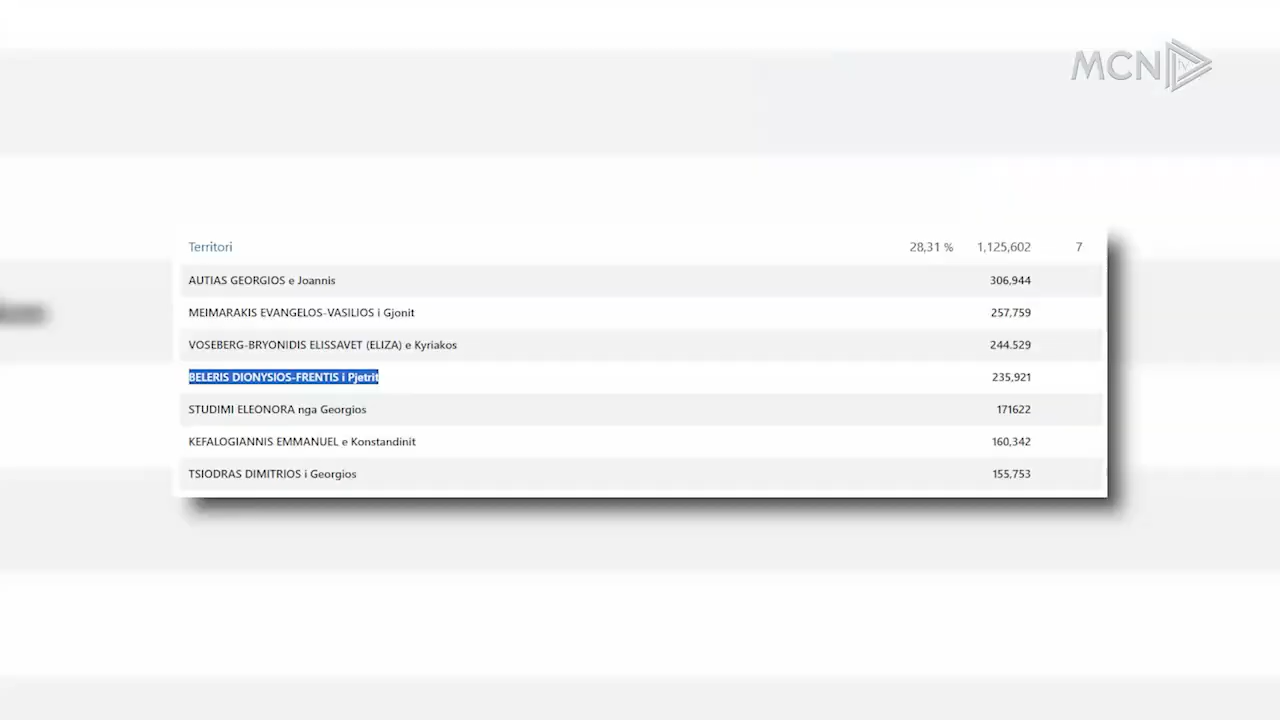 MCN TV
Territori 28,31 % 1,125,602 7
AUTIAS GEORGIOS e Joannis 306,944
MEIMARAKIS EVANGELOS-VASILIOS i Gjonit 257,759
VOSEBERG-BRYONIDIS ELISSAVET (ELIZA) e Kyriakos 244.529
BELERIS DIONYSIOS-FRENTIS i Pjetrit 235,921
STUDIMI ELEONORA nga Georgios 171622
KEFALOGIANNIS EMMANUEL e Konstandinit 160,342
TSIODRAS DIMITRIOS i Georgios 155,753